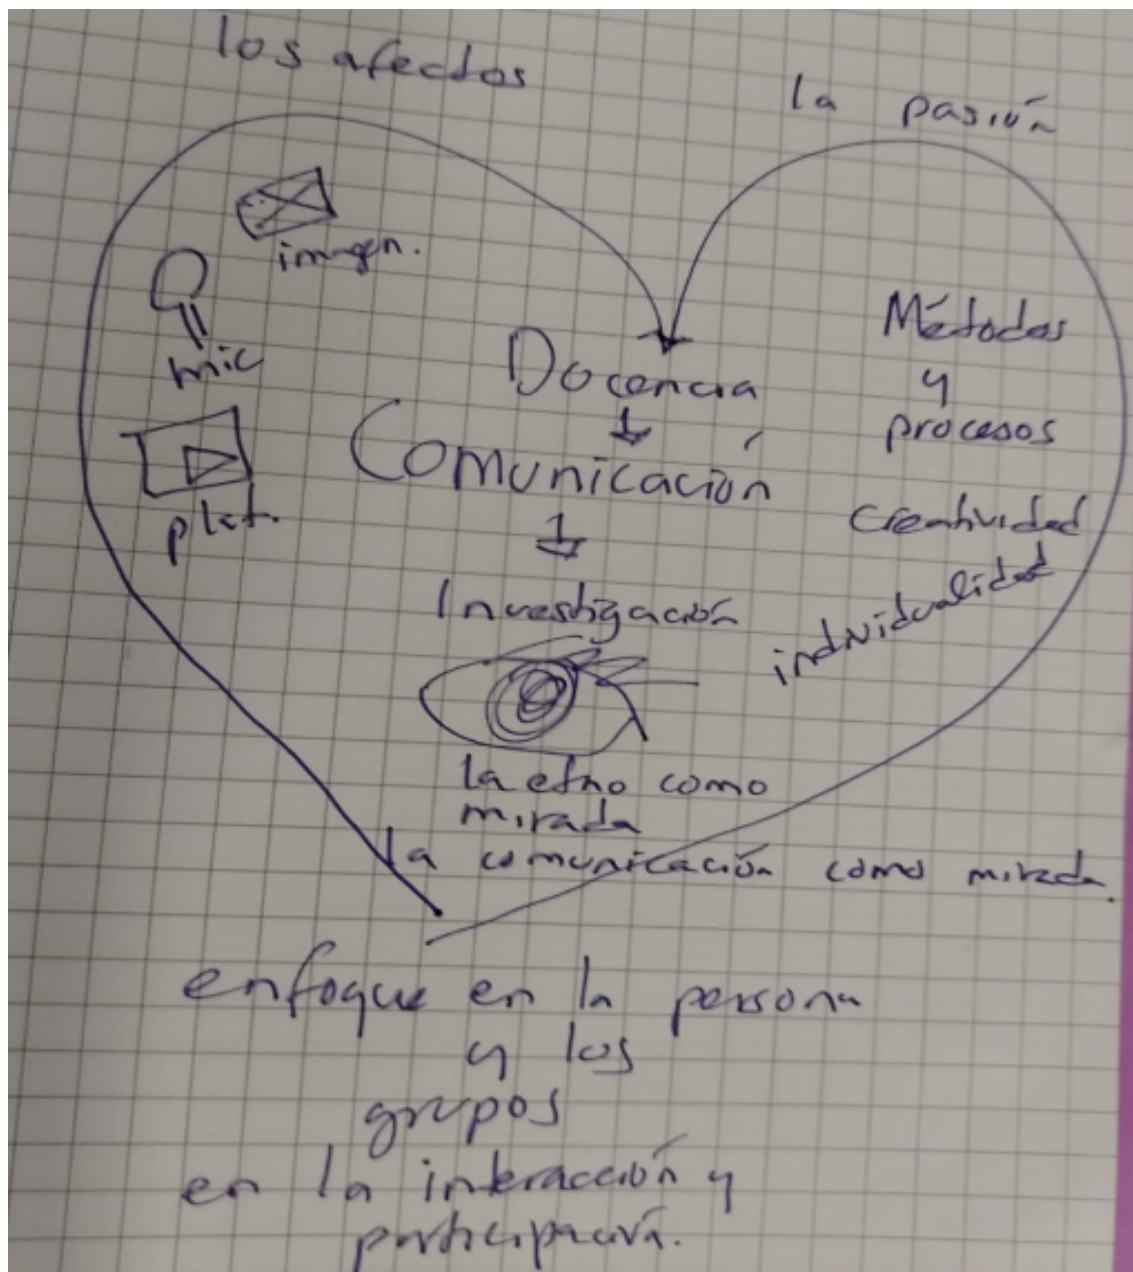 los afectos
la pasión
imagen.
mic
plat.
Docencia
Comunicación
Investigación
Métodos
y
procesos
creatividad
individualidad
la etno como
mirada
la comunicación como mirada.
enfoque en la persona
y los
grupos
en la interacción y
participación.